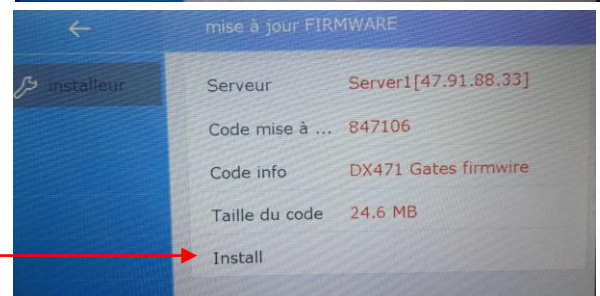 mise à jour FIRMWARE
installeur
Serveur Server1[47.91.88.33]
Code mise à ... 847106
Code info DX471 Gates firmwire
Taille du code 24.6 MB
Install